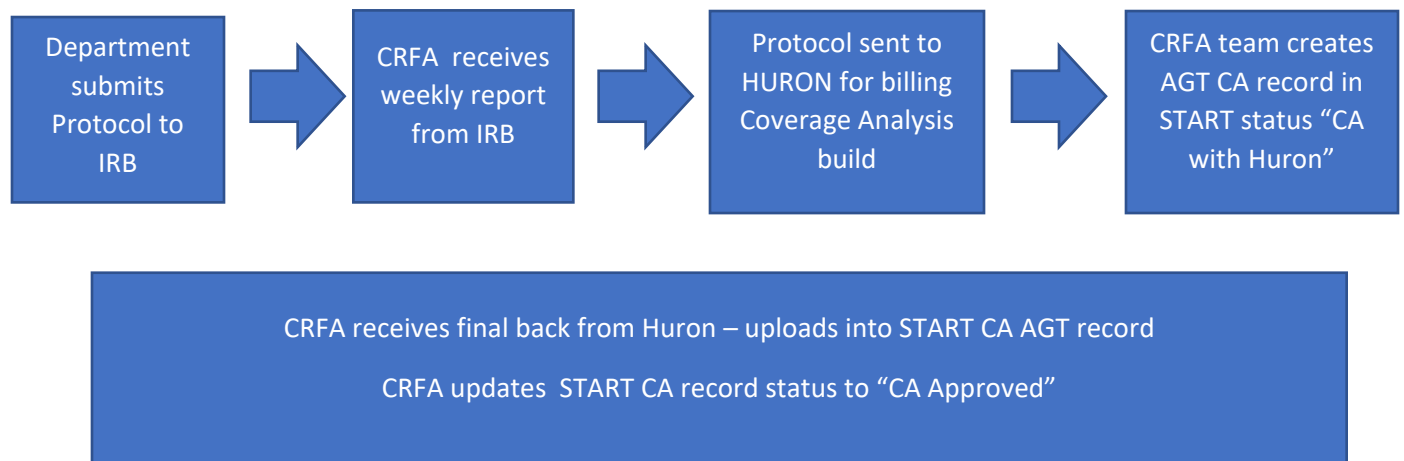 Department
submits
Protocol to
IRB
CRFA  receives
weekly report
from IRB
Protocol sent to
HURON for billing
Coverage Analysis
build
CRFA team creates
AGT CA record in
START status “CA
with Huron”
CRFA receives final back from Huron – uploads into START CA AGT record
CRFA updates  START CA record status to “CA Approved”